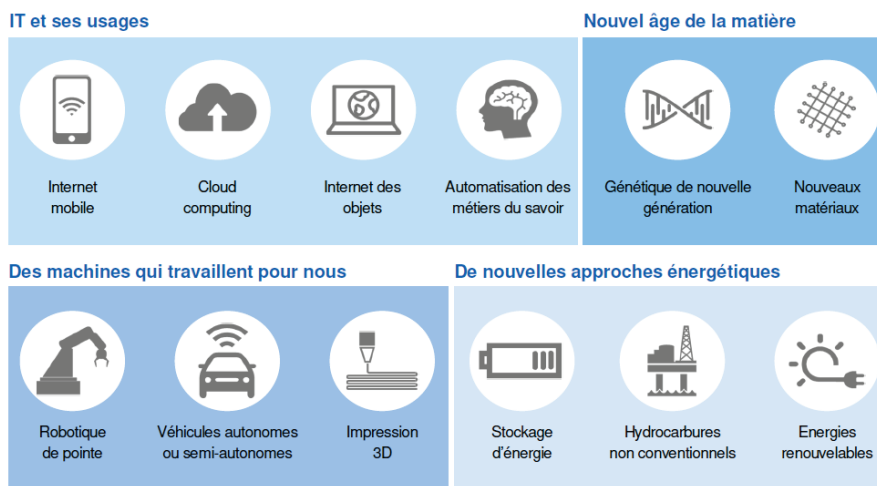 IT et ses usages
Nouvel âge de la matière
Internet
mobile
Cloud
computing
Internet des
objets
Automatisation des
métiers du savoir
Génétique de nouvelle
génération
Nouveaux
matériaux
Des machines qui travaillent pour nous
De nouvelles approches énergétiques
Robotique
de pointe
Véhicules autonomes
ou semi-autonomes
Impression
3D
Stockage
d'énergie
Hydrocarbures
non conventionnels
Energies
renouvelables